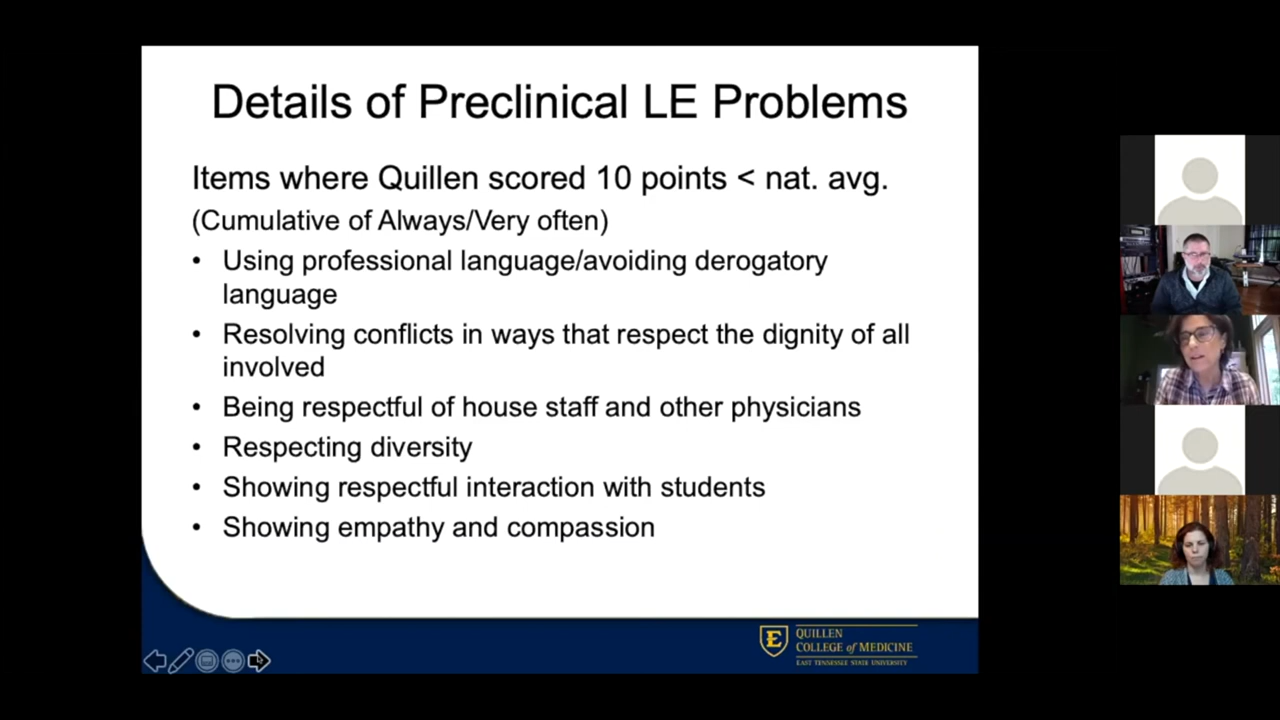 Details of Preclinical LE Problems
Items where Quillen scored 10 points < nat. avg.
(Cumulative of Always/Very often)
• Using professional language/avoiding derogatory
language
• Resolving conflicts in ways that respect the dignity of all
involved
• Being respectful of house staff and other physicians
• Respecting diversity
• Showing respectful interaction with students
• Showing empathy and compassion
E
QUILLEN
COLLEGE of MEDICINE
EAST TENNESSEE STATE UNIVERSITY